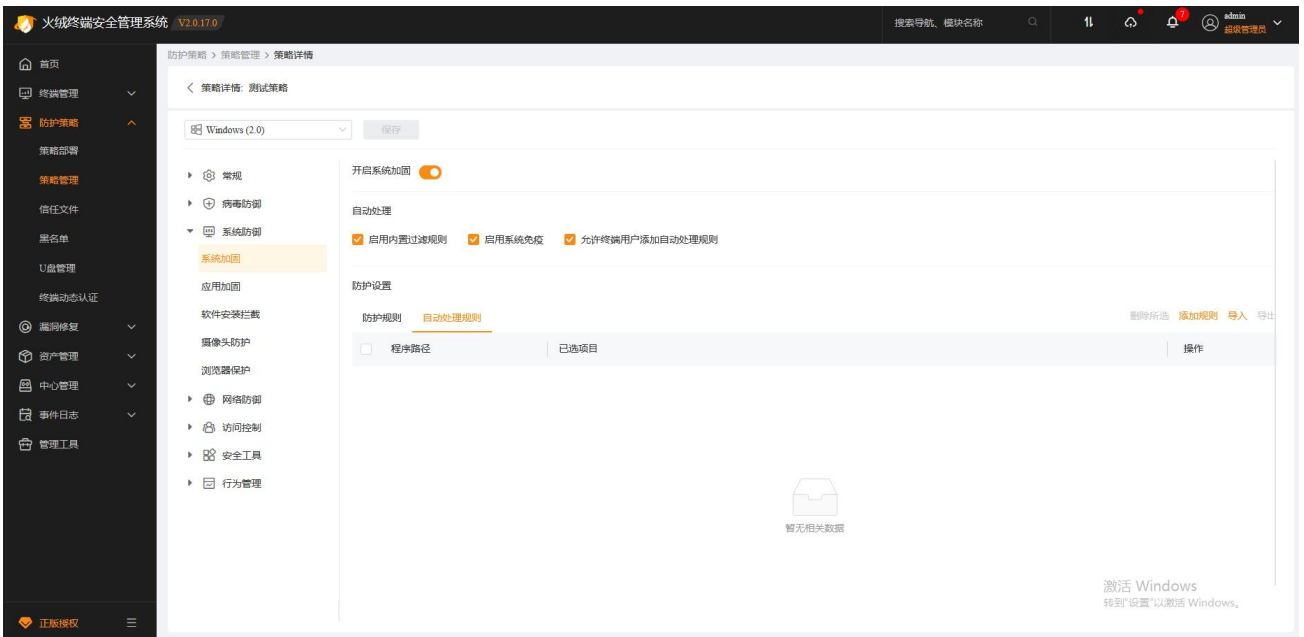 火绒终端安全管理系统 V2.0.17.0
搜索导航、模块名称
7
admin
超级管理员
首页
终端管理
防护策略
策略部署
策略管理
信任文件
黑名单
U盘管理
终端动态认证
漏洞修复
资产管理
中心管理
事件日志
管理工具
正版授权
防护策略 > 策略管理 > 策略详情
策略详情: 测试策略
Windows (2.0)
保存
常规
病毒防御
系统防御
系统加固
应用加固
软件安装拦截
摄像头防护
浏览器保护
网络防御
访问控制
安全工具
行为管理
开启系统加固
自动处理
启用内置过滤规则 启用系统免疫 允许终端用户添加自动处理规则
防护设置
防护规则 自动处理规则 删除所选 添加规则 导入 导出
程序路径 已选项目 操作
暂无相关数据
激活 Windows
转到"设置"以激活 Windows。